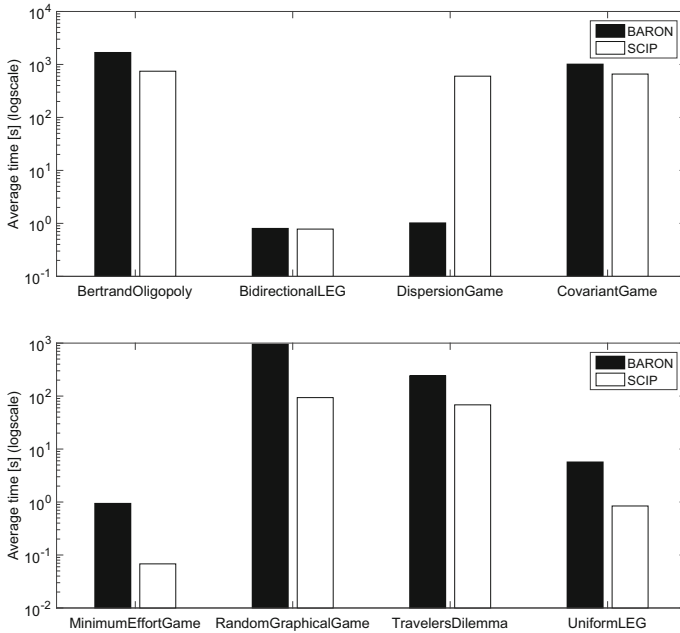 10^4
10^3
10^2
10^1
10^0
10^-1
Average time [s] (logscale)
BARON
SCIP
BertrandOligopoly BidirectionalLEG DispersionGame CovariantGame
10^3
10^2
10^1
10^0
10^-1
10^-2
Average time [s] (logscale)
BARON
SCIP
MinimumEffortGame RandomGraphicalGame TravelersDilemma UniformLEG